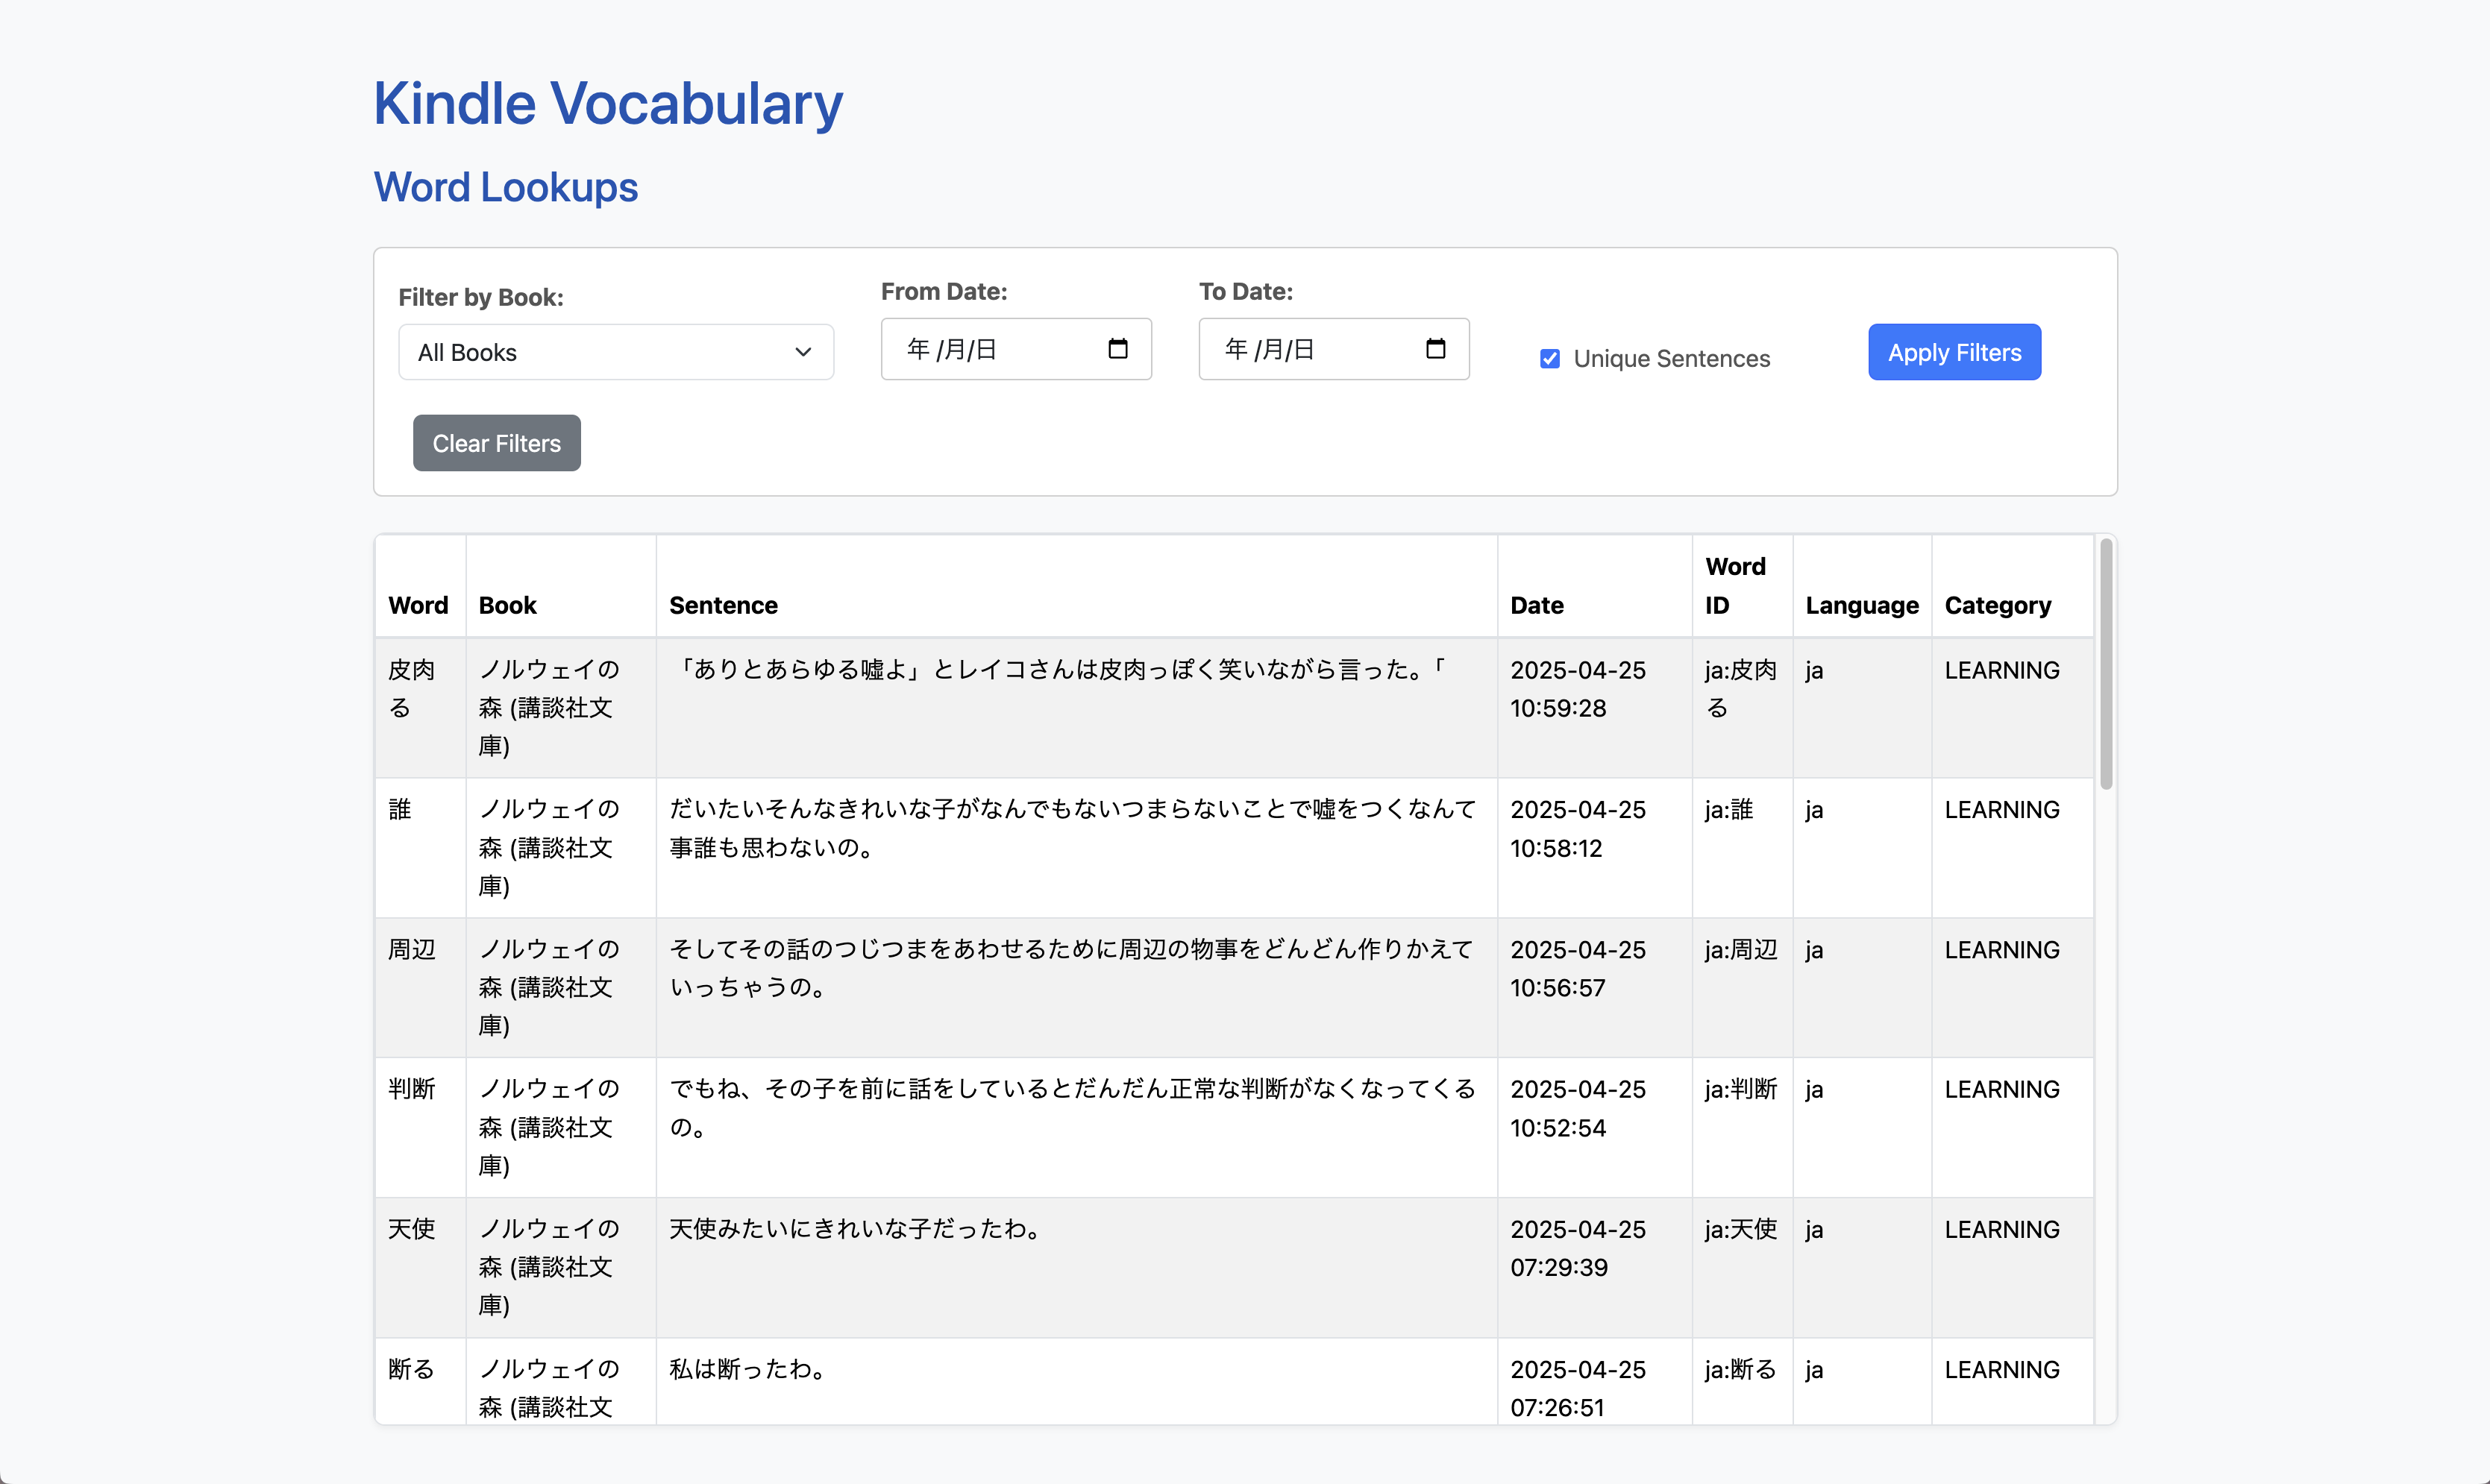 Kindle Vocabulary
Word Lookups
Filter by Book:
From Date:
To Date:
All Books
年 /月/日
年 /月/日
Unique Sentences
Apply Filters
Clear Filters
Word
Book
Sentence
Date
Word
ID
Language
Category
皮肉
る
ノルウェイの
森 (講談社文
庫)
「ありとあらゆる嘘よ」とレイコさんは皮肉っぽく笑いながら言った。「
2025-04-25
10:59:28
ja:皮肉
る
ja
LEARNING
誰
ノルウェイの
森 (講談社文
庫)
だいたいそんなきれいな子がなんでもないつまらないことで嘘をつくなんて
事誰も思わないの。
2025-04-25
10:58:12
ja:誰
ja
LEARNING
周辺
ノルウェイの
森 (講談社文
庫)
そしてその話のつじつまをあわせるために周辺の物事をどんどん作りかえて
いっちゃうの。
2025-04-25
10:56:57
ja:周辺
ja
LEARNING
判断
ノルウェイの
森 (講談社文
庫)
でもね、その子を前に話をしているとだんだん正常な判断がなくなってくる
の。
2025-04-25
10:52:54
ja:判断
ja
LEARNING
天使
ノルウェイの
森 (講談社文
庫)
天使みたいにきれいな子だったわ。
2025-04-25
07:29:39
ja:天使
ja
LEARNING
断る
ノルウェイの
森 (講談社文
私は断ったわ。
2025-04-25
07:26:51
ja:断る
ja
LEARNING